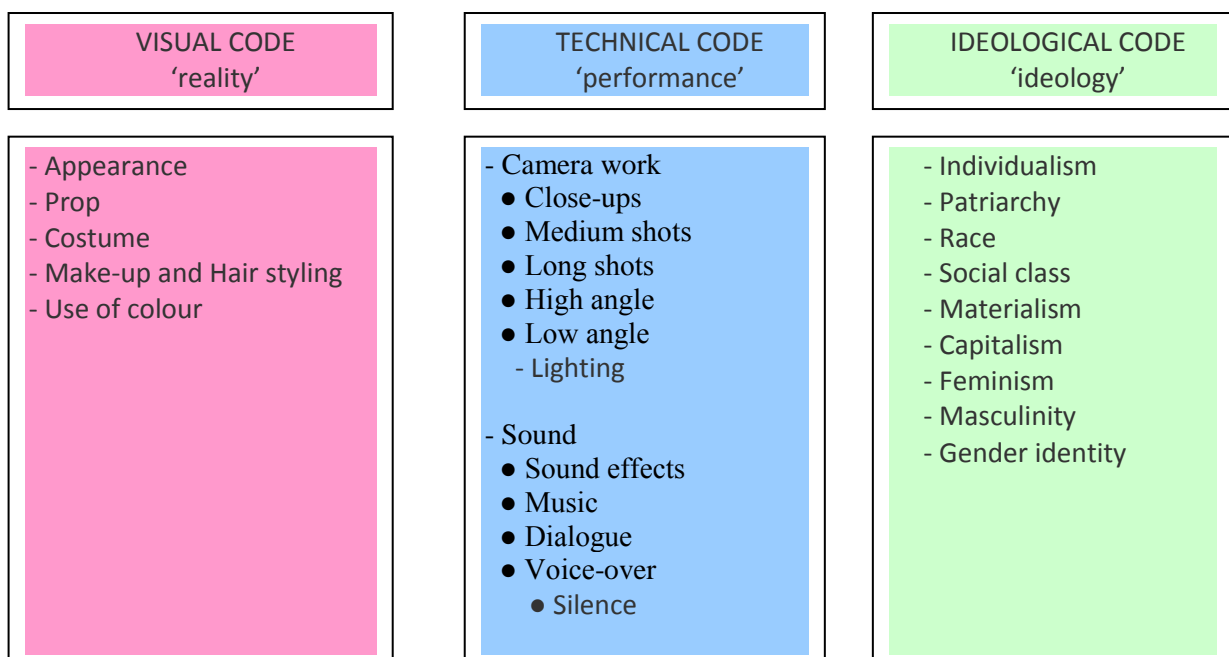 VISUAL CODE
‘reality’
- Appearance
- Prop
- Costume
- Make-up and Hair styling
- Use of colour
TECHNICAL CODE
‘performance’
- Camera work
● Close-ups
● Medium shots
● Long shots
● High angle
● Low angle
- Lighting
- Sound
● Sound effects
● Music
● Dialogue
● Voice-over
● Silence
IDEOLOGICAL CODE
‘ideology’
- Individualism
- Patriarchy
- Race
- Social class
- Materialism
- Capitalism
- Feminism
- Masculinity
- Gender identity